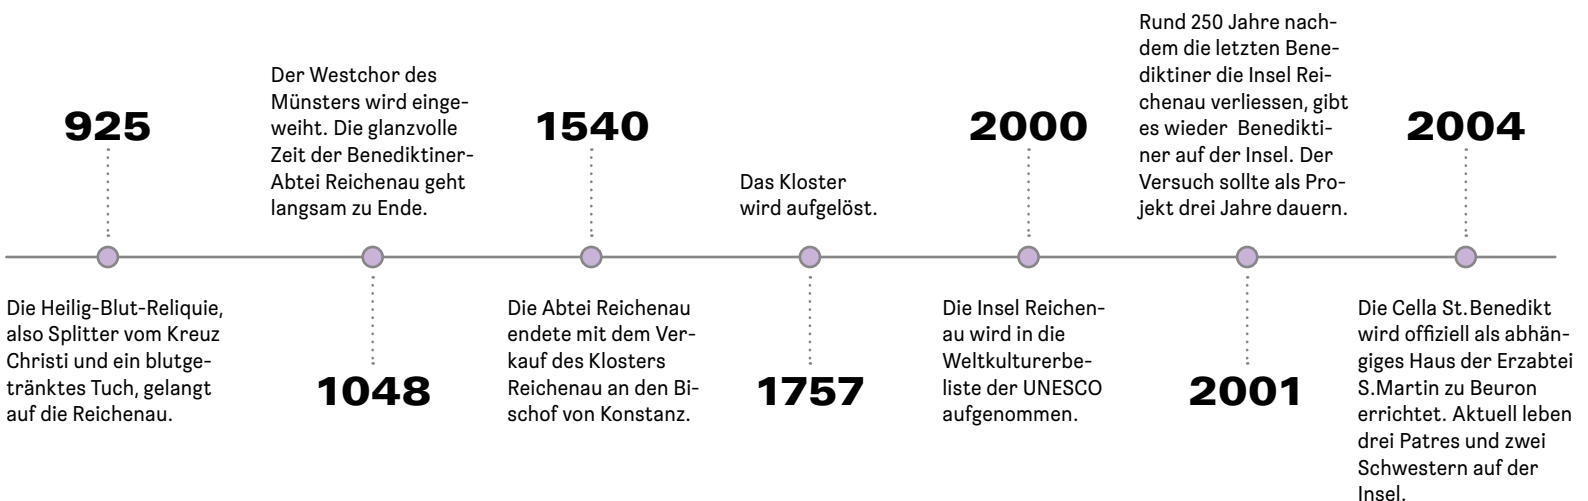 925
Die Heilig-Blut-Reliquie,
also Splitter vom Kreuz
Christi und ein blutge-
tränktes Tuch, gelangt
auf die Reichenau.
Der Westchor des
Münsters wird einge-
weiht. Die glanzvolle
Zeit der Benediktiner-
Abtei Reichenau geht
langsam zu Ende.
1048
1540
Die Abtei Reichenau
endete mit dem Ver-
kauf des Klosters
Reichenau an den Bi-
schof von Konstanz.
Das Kloster
wird aufgelöst.
1757
2000
Die Insel Reichen-
au wird in die
Weltkulturerbe-
liste der UNESCO
aufgenommen.
Rund 250 Jahre nach-
dem die letzten Bene-
diktiner die Insel Rei-
chenau verliessen, gibt
es wieder Benedikti-
ner auf der Insel. Der
Versuch sollte als Pro-
jekt drei Jahre dauern.
2001
2004
Die Cella St.Benedikt
wird offiziell als abhän-
giges Haus der Erzabtei
S.Martin zu Beuron
errichtet. Aktuell leben
drei Patres und zwei
Schwestern auf der
Insel.